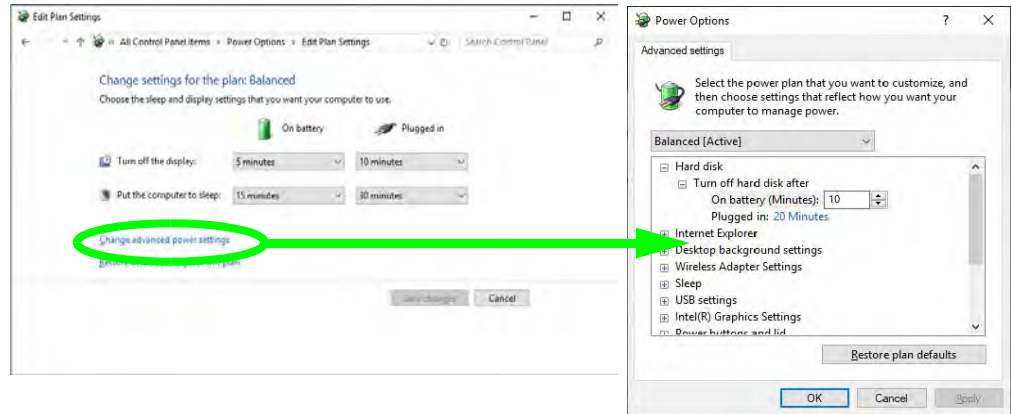 Edit Plan Settings
All Control Panel Items > Power Options > Edit Plan Settings
Search Control Panel
Change settings for the plan: Balanced
Choose the sleep and display settings that you want your computer to use.
On battery
Plugged in
Turn off the display:
5 minutes
10 minutes
Put the computer to sleep:
15 minutes
30 minutes
Change advanced power settings
plan
Save changes
Cancel
Power Options
Advanced settings
Select the power plan that you want to customize, and
then choose settings that reflect how you want your
computer to manage power.
Balanced [Active]
Hard disk
Turn off hard disk after
On battery (Minutes): 10
Plugged in: 20 Minutes
Internet Explorer
Desktop background settings
Wireless Adapter Settings
Sleep
USB settings
Intel(R) Graphics Settings
Power buttons and lid
Restore plan defaults
OK
Cancel
Apply